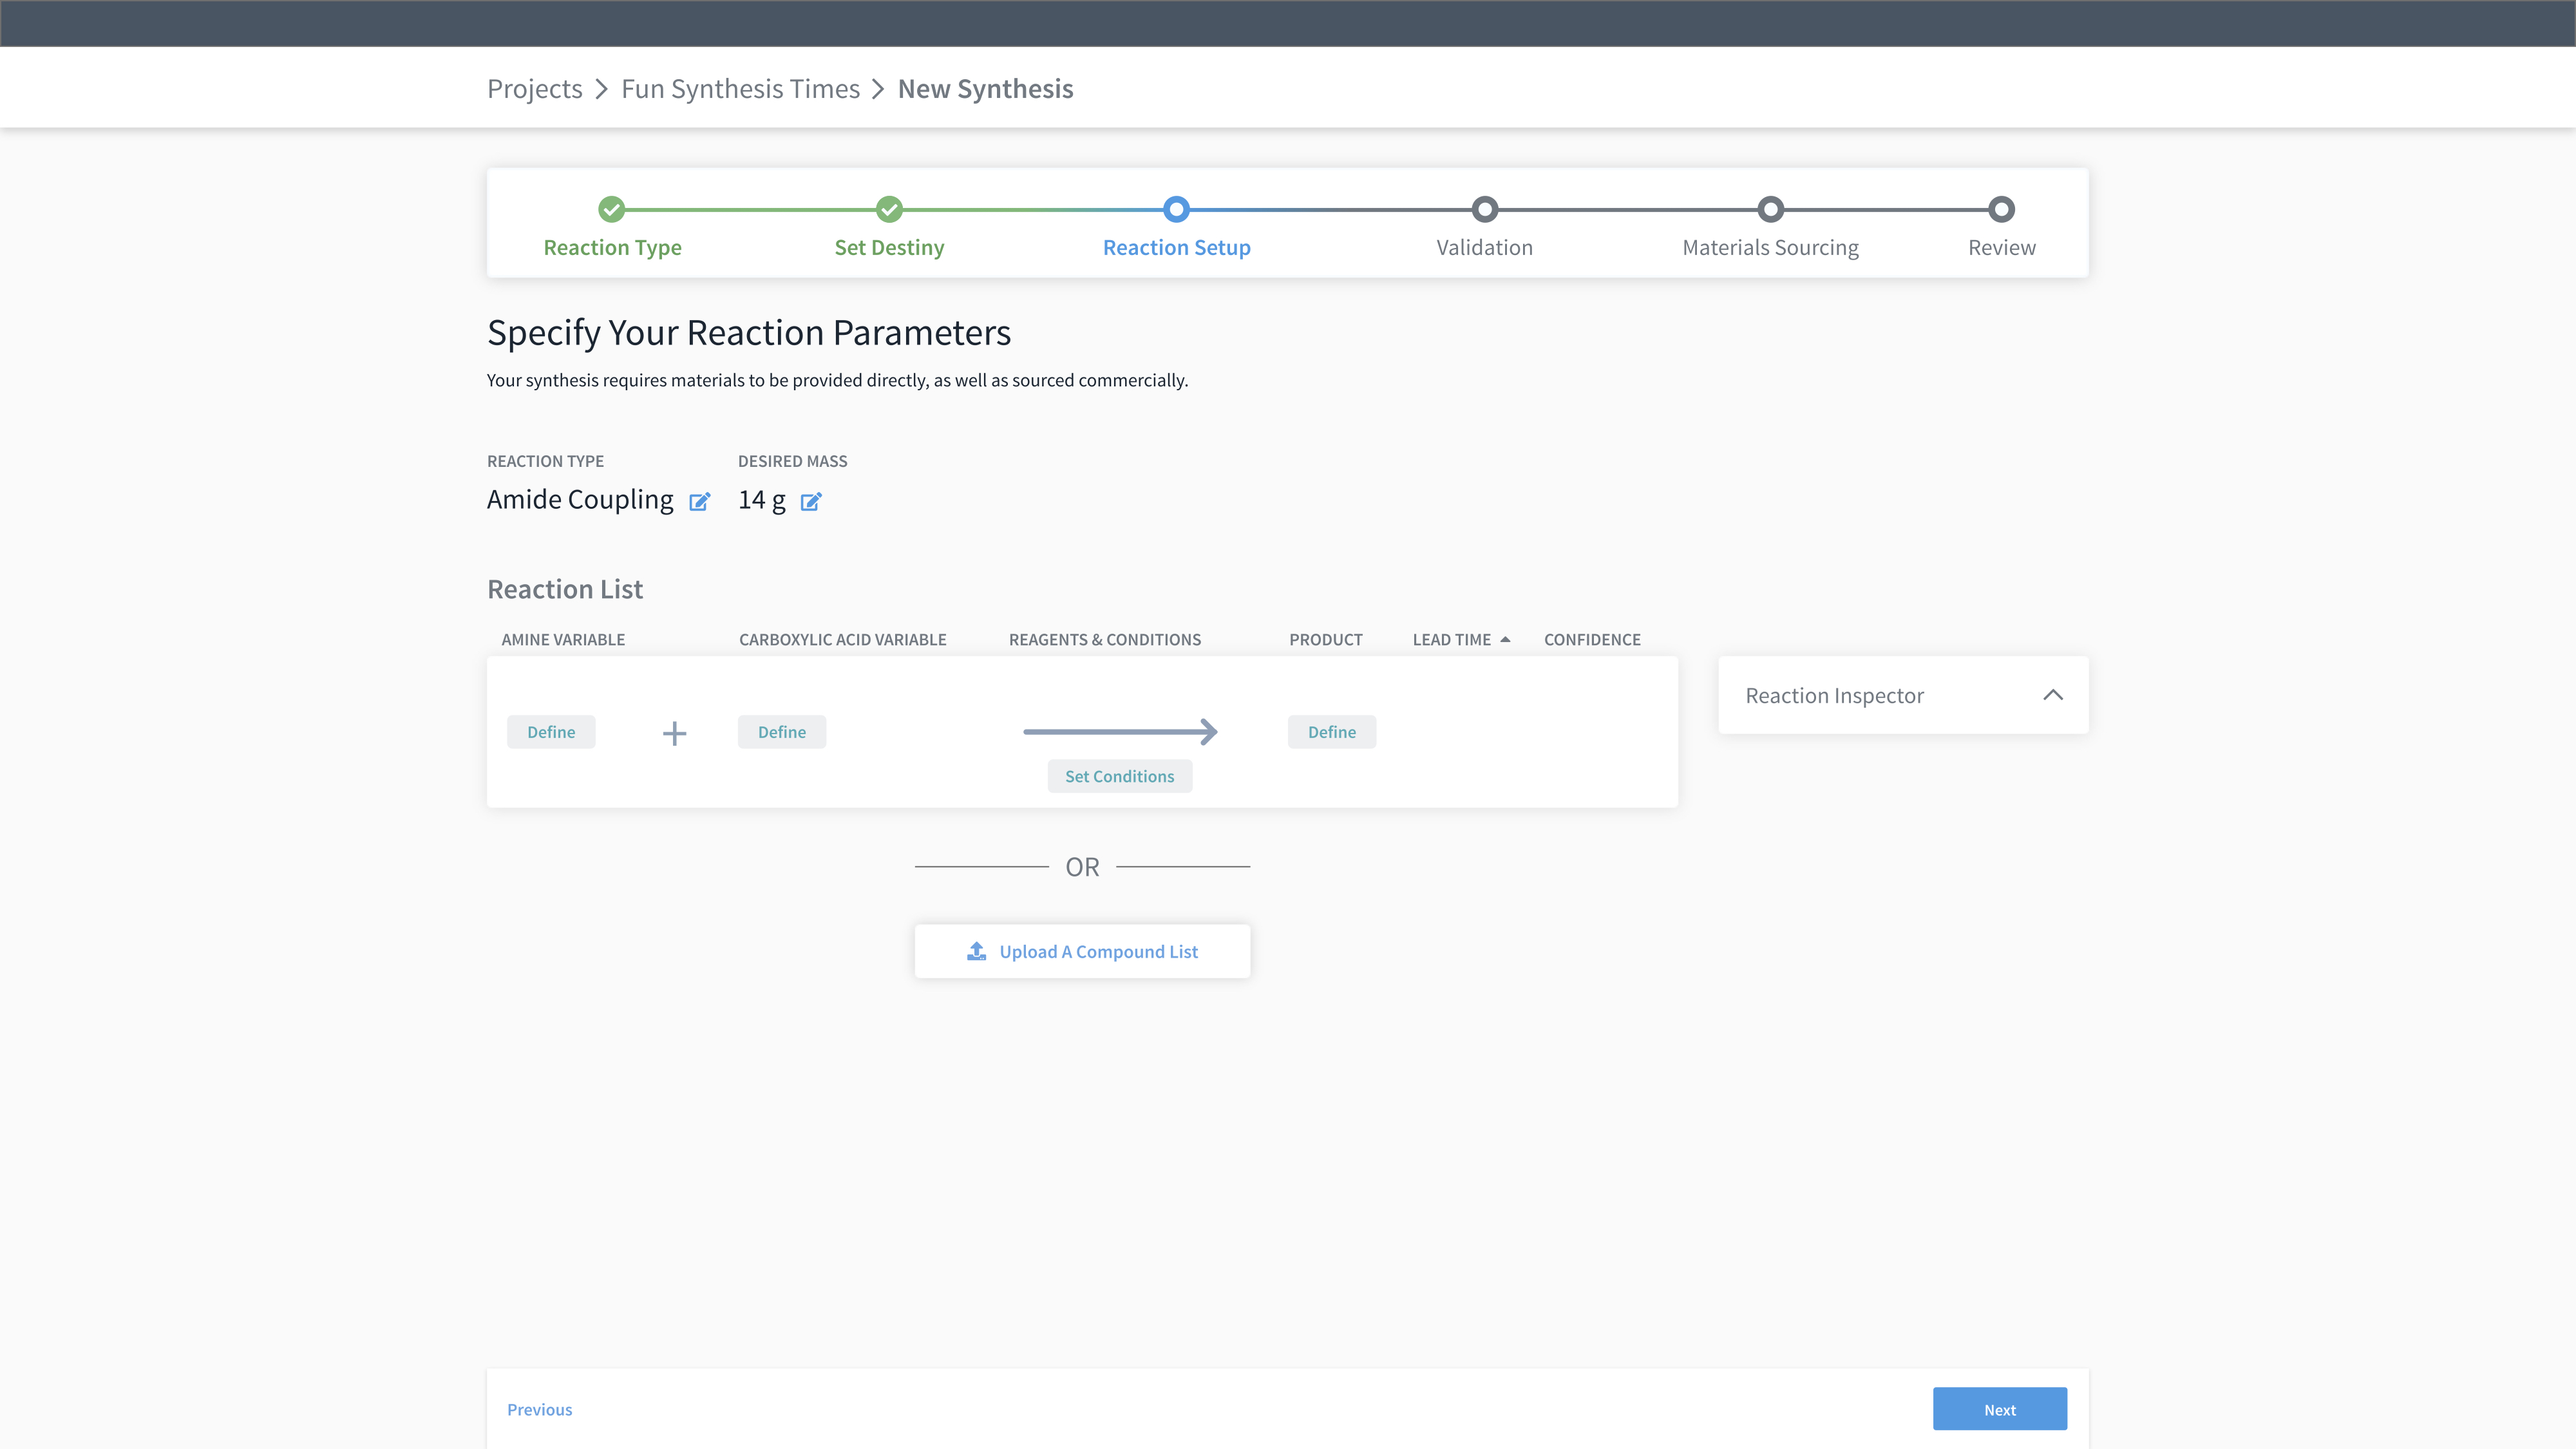 Projects > Fun Synthesis Times > New Synthesis
Reaction Type Set Destiny Reaction Setup Validation Materials Sourcing Review
Specify Your Reaction Parameters
Your synthesis requires materials to be provided directly, as well as sourced commercially.
REACTION TYPE DESIRED MASS
Amide Coupling 14 g
Reaction List
AMINE VARIABLE CARBOXYLIC ACID VARIABLE REAGENTS & CONDITIONS PRODUCT LEAD TIME CONFIDENCE
Reaction Inspector
Define + Define Define
Set Conditions
OR
Upload A Compound List
Previous Next